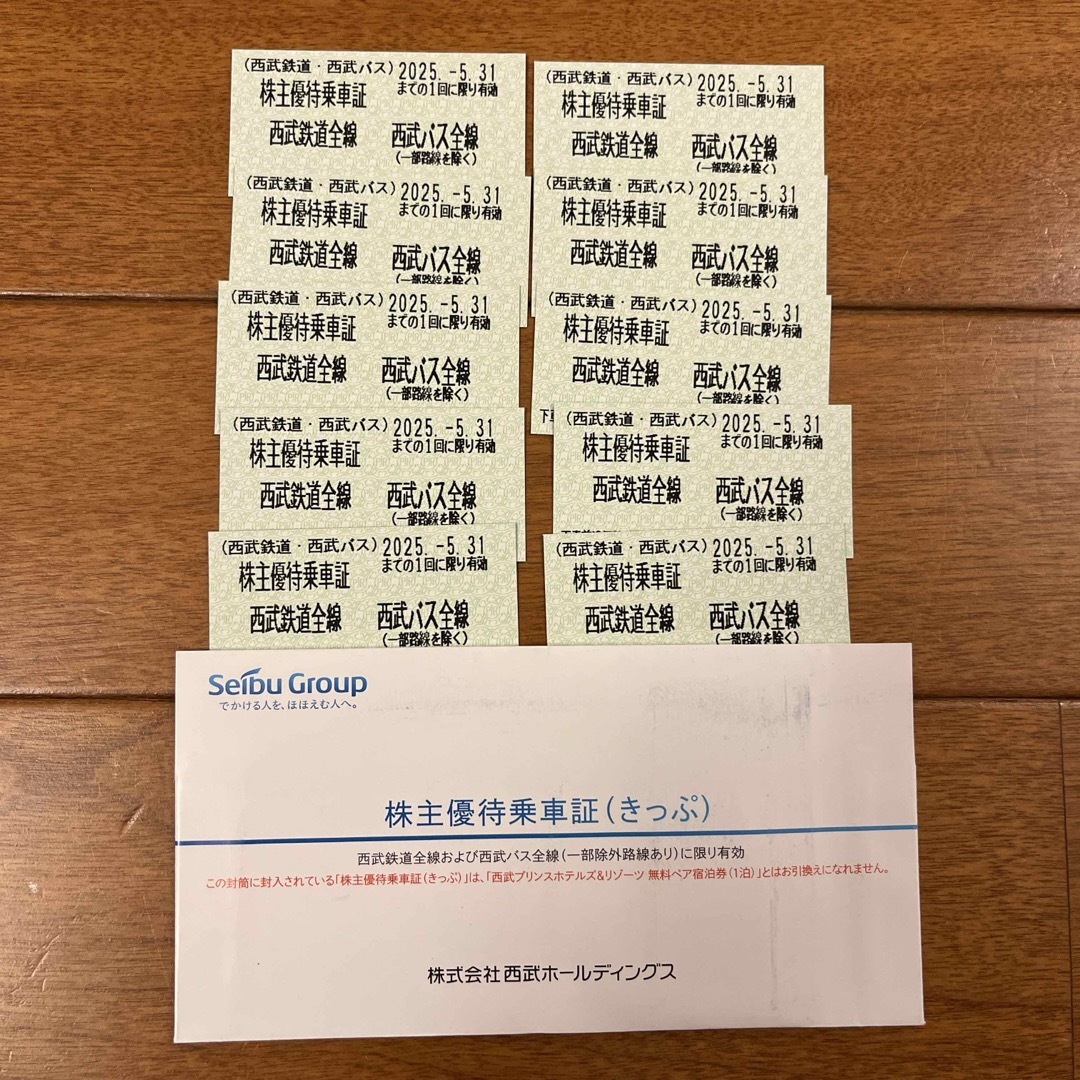 (西武鉄道・西武バス) 2025. -5. 31
株主優待乗車証 までの1回に限り有効
西武鉄道全線 西武バス全線
(一部路線を除く)
(西武鉄道・西武バス) 2025. -5. 31
株主優待乗車証 までの1回に限り有効
西武鉄道全線 西武バス全線
(一部路線を除く)
(西武鉄道・西武バス) 2025. -5. 31
株主優待乗車証 までの1回に限り有効
西武鉄道全線 西武バス全線
(一部路線を除く)
(西武鉄道・西武バス) 2025. -5. 31
株主優待乗車証 までの1回に限り有効
西武鉄道全線 西武バス全線
(一部路線を除く)
(西武鉄道・西武バス) 2025. -5. 31
株主優待乗車証 までの1回に限り有効
西武鉄道全線 西武バス全線
(一部路線を除く)
(西武鉄道・西武バス) 2025. -5. 31
株主優待乗車証 までの1回に限り有効
西武鉄道全線 西武バス全線
(一部路線を除く)
(西武鉄道・西武バス) 2025. -5. 31
株主優待乗車証 までの1回に限り有効
西武鉄道全線 西武バス全線
(一部路線を除く)
(西武鉄道・西武バス) 2025. -5. 31
株主優待乗車証 までの1回に限り有効
西武鉄道全線 西武バス全線
(一部路線を除く)
下車
(西武鉄道・西武バス) 2025. -5. 31
株主優待乗車証 までの1回に限り有効
西武鉄道全線 西武バス全線
(一部路線を除く)
(西武鉄道・西武バス) 2025. -5. 31
株主優待乗車証 までの1回に限り有効
西武鉄道全線 西武バス全線
(一部路線を除く)
Seibu Group
でかける人を、ほほえむ人へ。
株主優待乗車証(きっぷ)
西武鉄道全線および西武バス全線(一部除外路線あり)に限り有効
この封筒に封入されている「株主優待乗車証(きっぷ)」は、「西武プリンスホテルズ&リゾーツ 無料ペア宿泊券(1泊)」とはお引換えになれません。
株式会社西武ホールディングス